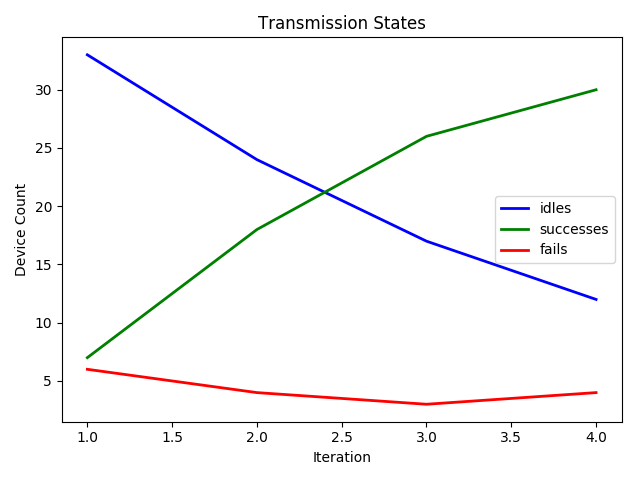 Transmission States
Device Count
30
25
20
15
10
5
idles
successes
fails
1.0 1.5 2.0 2.5 3.0 3.5 4.0
Iteration